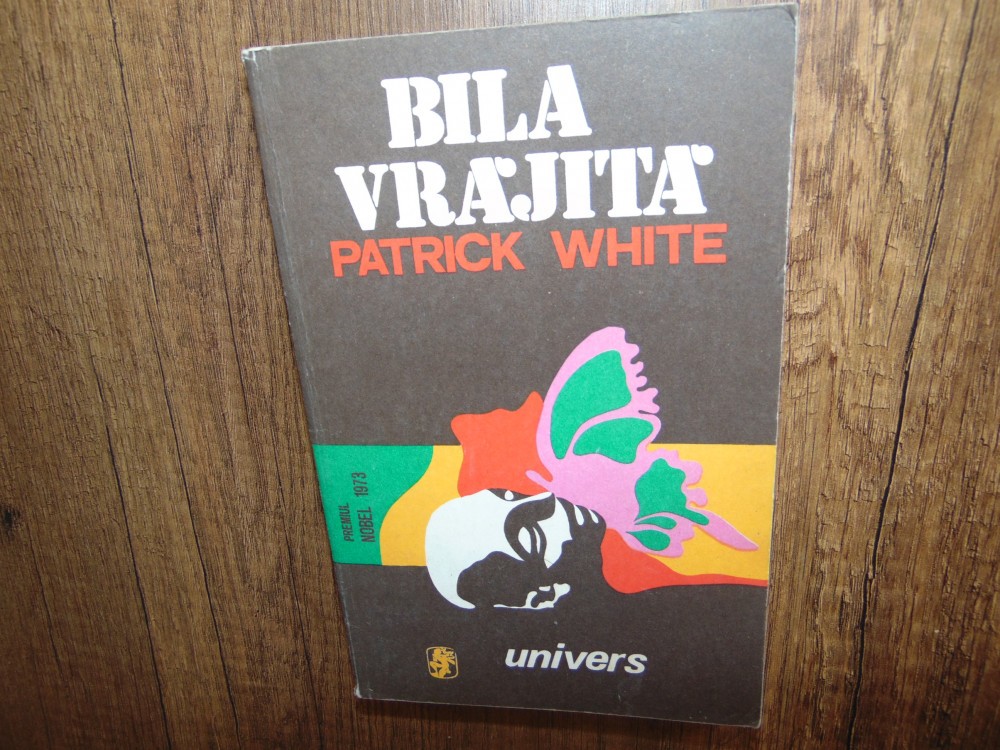 BILA
VRĂJITĂ
PATRICK WHITE
PREMIUL
NOBEL 1973
univers